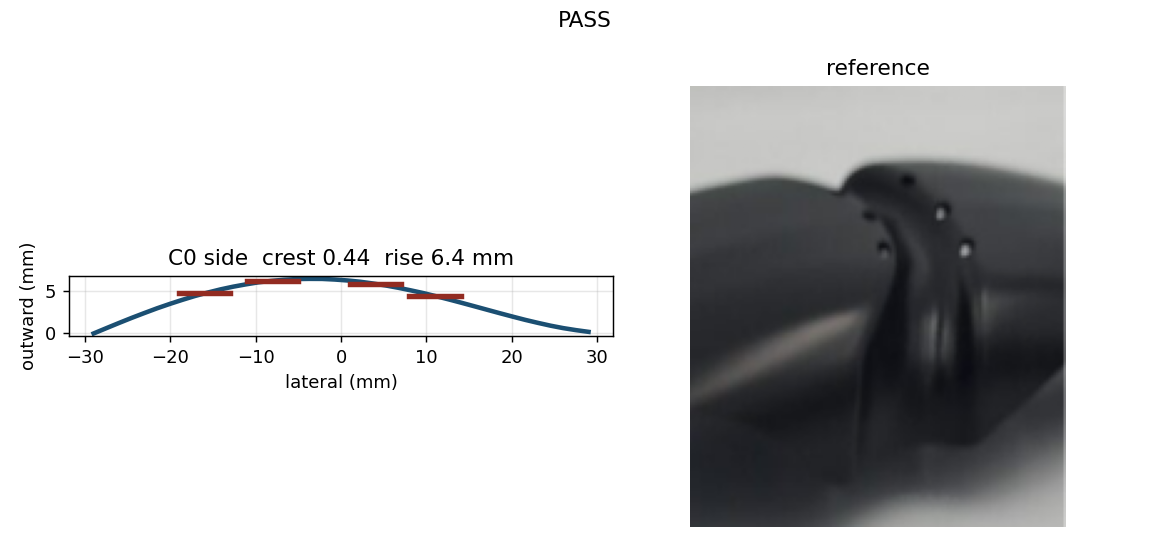 PASS
reference
C0 side  crest 0.44  rise 6.4 mm
outward (mm)
5
0
−30 −20 −10 0 10 20 30
lateral (mm)